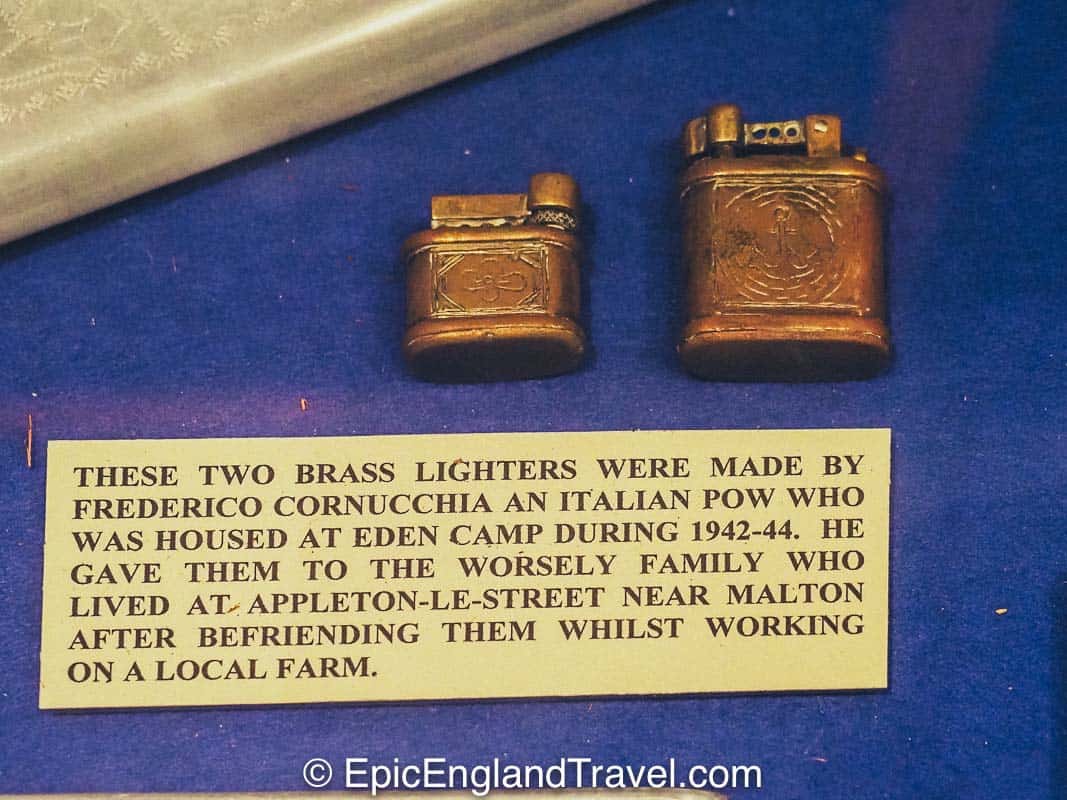 THESE TWO BRASS LIGHTERS WERE MADE BY
FREDERICO CORNUCCHIA AN ITALIAN POW WHO
WAS HOUSED AT EDEN CAMP DURING 1942-44. HE
GAVE THEM TO THE WORSELY FAMILY WHO
LIVED AT APPLETON-LE-STREET NEAR MALTON
AFTER BEFRIENDING THEM WHILST WORKING
ON A LOCAL FARM.
© EpicEnglandTravel.com